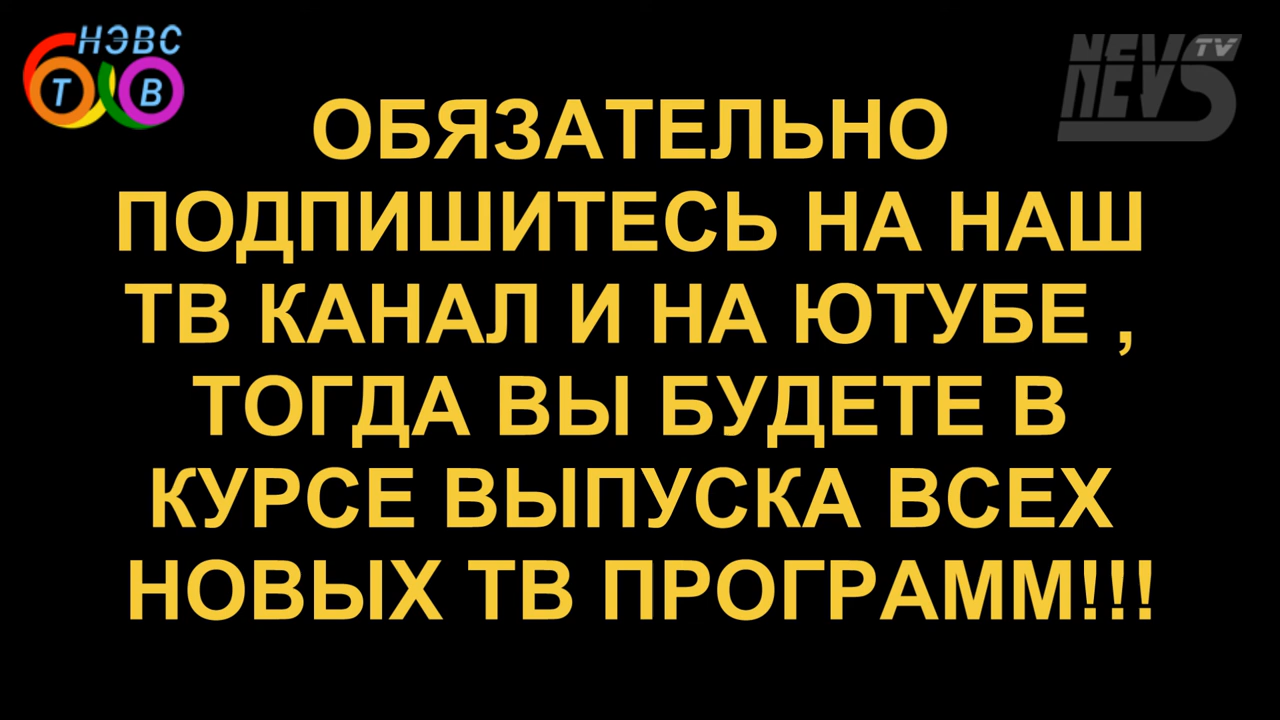 НЭВС
Т В
NEVS TV
ОБЯЗАТЕЛЬНО
ПОДПИШИТЕСЬ НА НАШ
ТВ КАНАЛ И НА ЮТУБЕ ,
ТОГДА ВЫ БУДЕТЕ В
КУРСЕ ВЫПУСКА ВСЕХ
НОВЫХ ТВ ПРОГРАММ!!!